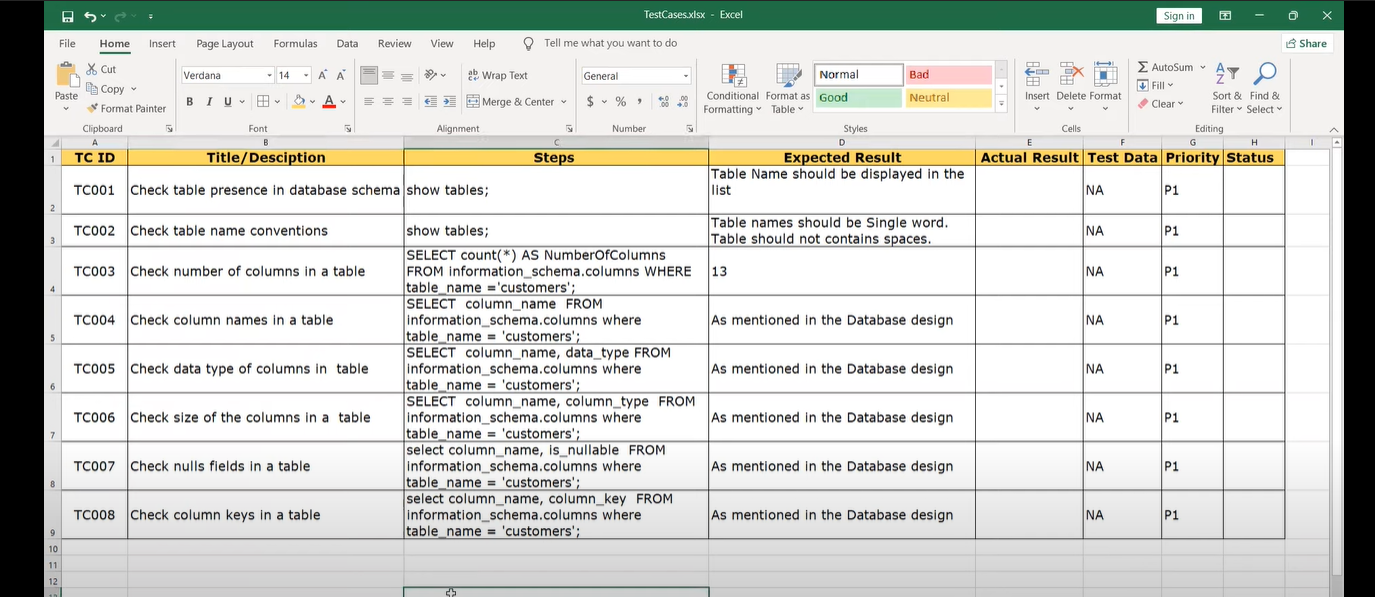 TestCases.xlsx - Excel
Sign in
File Home Insert Page Layout Formulas Data Review View Help Tell me what you want to do
Share
Cut
Copy
Format Painter
Paste
Clipboard
Verdana 14
B I U
Font
Wrap Text
Merge & Center
Alignment
General
$ % ,
Number
Conditional
Formatting
Format as
Table
Normal Bad
Good Neutral
Styles
Insert Delete Format
Cells
AutoSum
Fill
Clear
Sort &
Filter
Find &
Select
Editing
A B C D E F G H I
1 TC ID Title/Desciption Steps Expected Result Actual Result Test Data Priority Status
2
TC001
Check table presence in database schema
show tables;
Table Name should be displayed in the
list
NA
P1
3
TC002
Check table name conventions
show tables;
Table names should be Single word.
Table should not contains spaces.
NA
P1
4
TC003
Check number of columns in a table
SELECT count(*) AS NumberOfColumns
FROM information_schema.columns WHERE
table_name ='customers';
13
NA
P1
5
TC004
Check column names in a table
SELECT  column_name  FROM
information_schema.columns where
table_name = 'customers';
As mentioned in the Database design
NA
P1
6
TC005
Check data type of columns in  table
SELECT  column_name, data_type FROM
information_schema.columns where
table_name = 'customers';
As mentioned in the Database design
NA
P1
7
TC006
Check size of the columns in a  table
SELECT  column_name, column_type  FROM
information_schema.columns where
table_name = 'customers';
As mentioned in the Database design
NA
P1
8
TC007
Check nulls fields in a table
select column_name, is_nullable  FROM
information_schema.columns where
table_name = 'customers';
As mentioned in the Database design
NA
P1
9
TC008
Check column keys in a table
select column_name, column_key  FROM
information_schema.columns where
table_name = 'customers';
As mentioned in the Database design
NA
P1
10
11
12